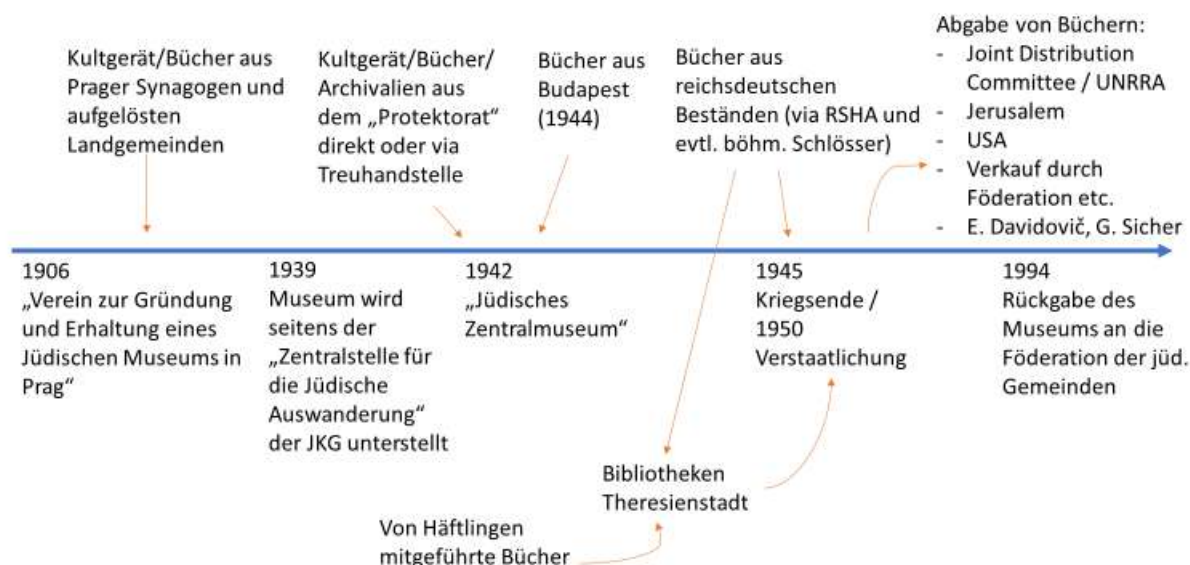 Kultgerät/Bücher aus
Prager Synagogen und
aufgelösten
Landgemeinden
Kultgerät/Bücher/
Archivalien aus
dem „Protektorat“
direkt oder via
Treuhandstelle
Bücher aus
Budapest
(1944)
Bücher aus
reichsdeutschen
Beständen (via RSHA und
evtl. böhm. Schlösser)
Abgabe von Büchern:
- Joint Distribution
Committee / UNRRA
- Jerusalem
- USA
- Verkauf durch
Föderation etc.
- E. Davidovič, G. Sicher
1906
„Verein zur Gründung
und Erhaltung eines
Jüdischen Museums in
Prag“
1939
Museum wird
seitens der
„Zentralstelle für
die Jüdische
Auswanderung“
der JKG unterstellt
1942
„Jüdisches
Zentralmuseum“
1945
Kriegsende /
1950
Verstaatlichung
1994
Rückgabe des
Museums an die
Föderation der jüd.
Gemeinden
Bibliotheken
Theresienstadt
Von Häftlingen
mitgeführte Bücher